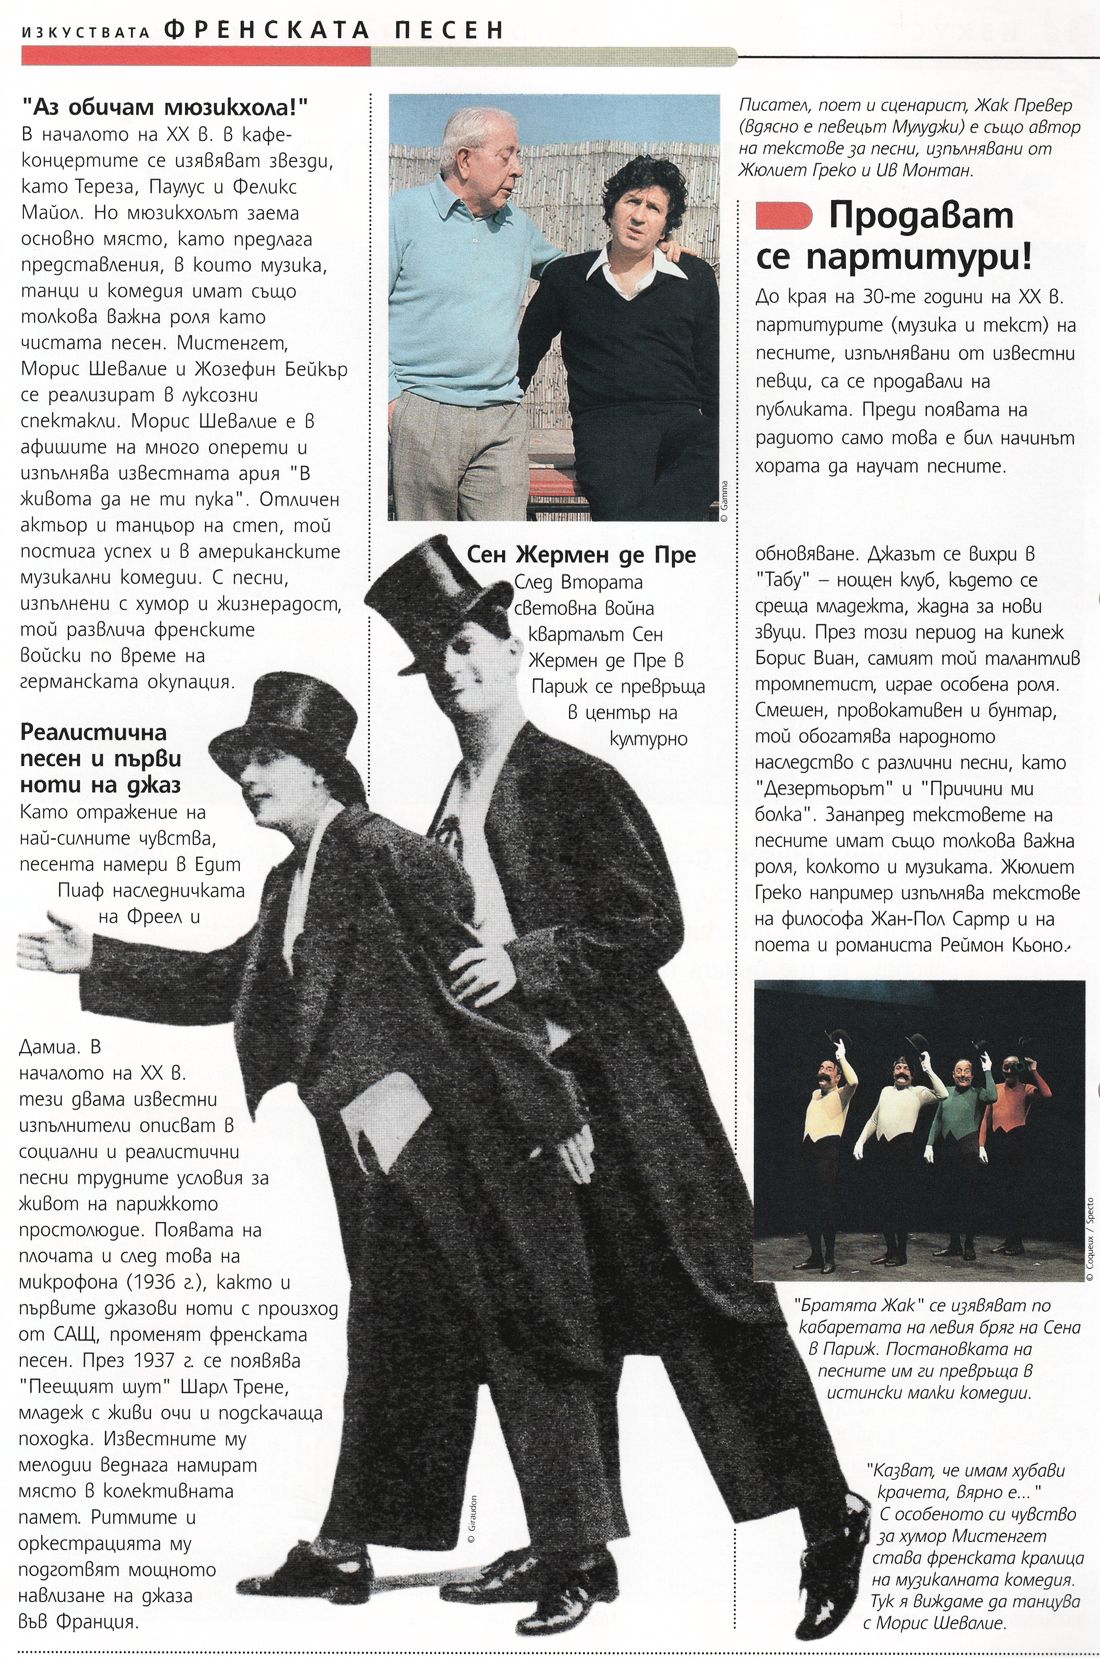 ИЗКУСТВАТА ФРЕНСКАТА ПЕСЕН
"Аз обичам мюзикхола!"
В началото на XX в. в кафе-
концертите се изявяват звезди,
като Тереза, Паулус и Феликс
Майол. Но мюзикхолът заема
основно място, като предлага
представления, в които музика,
танци и комедия имат също
толкова важна роля като
чистата песен. Мистенгет,
Морис Шевалие и Жозефин Бейкър
се реализират в луксозни
спектакли. Морис Шевалие е в
афишите на много оперети и
изпълнява известната ария "В
живота да не ти пука". Отличен
актьор и танцьор на степ, той
постига успех и в американските
музикални комедии. С песни,
изпълнени с хумор и жизнерадост,
той развлича френските
войски по време на
германската окупация.
Реалистична
песен и първи
ноти на джаз
Като отражение на
най-силните чувства,
песента намери в Едит
Пиаф наследничката
на Фреел и
Дамиа. В
началото на XX в.
тези двама известни
изпълнители описват в
социални и реалистични
песни трудните условия за
живот на парижкото
простолюдие. Появата на
плочата и след това на
микрофона (1936 г.), както и
първите джазови ноти с произход
от САЩ, променят френската
песен. През 1937 г. се появява
"Пеещият шут" Шарл Трене,
младеж с живи очи и подскачаща
походка. Известните му
мелодии веднага намират
място в колективната
памет. Ритмите и
оркестрацията му
подготвят мощното
навлизане на джаза
във Франция.
© Gamma
Сен Жермен де Пре
След Втората
световна война
кварталът Сен
Жермен де Пре в
Париж се превръща
в център на
културно
© Giraudon
Писател, поет и сценарист, Жак Превер
(вдясно е певецът Мулуджи) е също автор
на текстове за песни, изпълнявани от
Жюлиет Греко и Ив Монтан.
Продават
се партитури!
До края на 30-те години на XX в.
партитурите (музика и текст) на
песните, изпълнявани от известни
певци, са се продавали на
публиката. Преди появата на
радиото само това е бил начинът
хората да научат песните.
обновяване. Джазът се вихри в
"Табу" – нощен клуб, където се
среща младежта, жадна за нови
звуци. През този период на кипеж
Борис Виан, самият той талантлив
тромпетист, играе особена роля.
Смешен, провокативен и бунтар,
той обогатява народното
наследство с различни песни, като
"Дезертьорът" и "Причини ми
болка". Занапред текстовете на
песните имат също толкова важна
роля, колкото и музиката. Жюлиет
Греко например изпълнява текстове
на философа Жан-Пол Сартр и на
поета и романиста Реймон Кьоно.
© Coqueux / Specto
"Братята Жак" се изявяват по
кабаретата на левия бряг на Сена
в Париж. Постановката на
песните им ги превръща в
истински малки комедии.
"Казват, че имам хубави
крачета, вярно е..."
С особеното си чувство
за хумор Мистенгет
става френската кралица
на музикалната комедия.
Тук я виждаме да танцува
с Морис Шевалие.